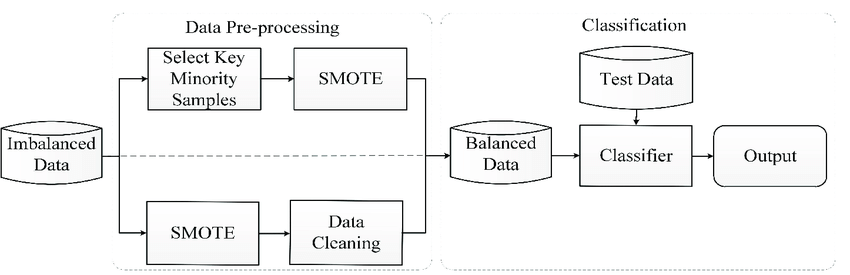 Data Pre-processing
Classification
Select Key
Minority
Samples
SMOTE
Test Data
Imbalanced
Data
Balanced
Data
Classifier
Output
SMOTE
Data
Cleaning